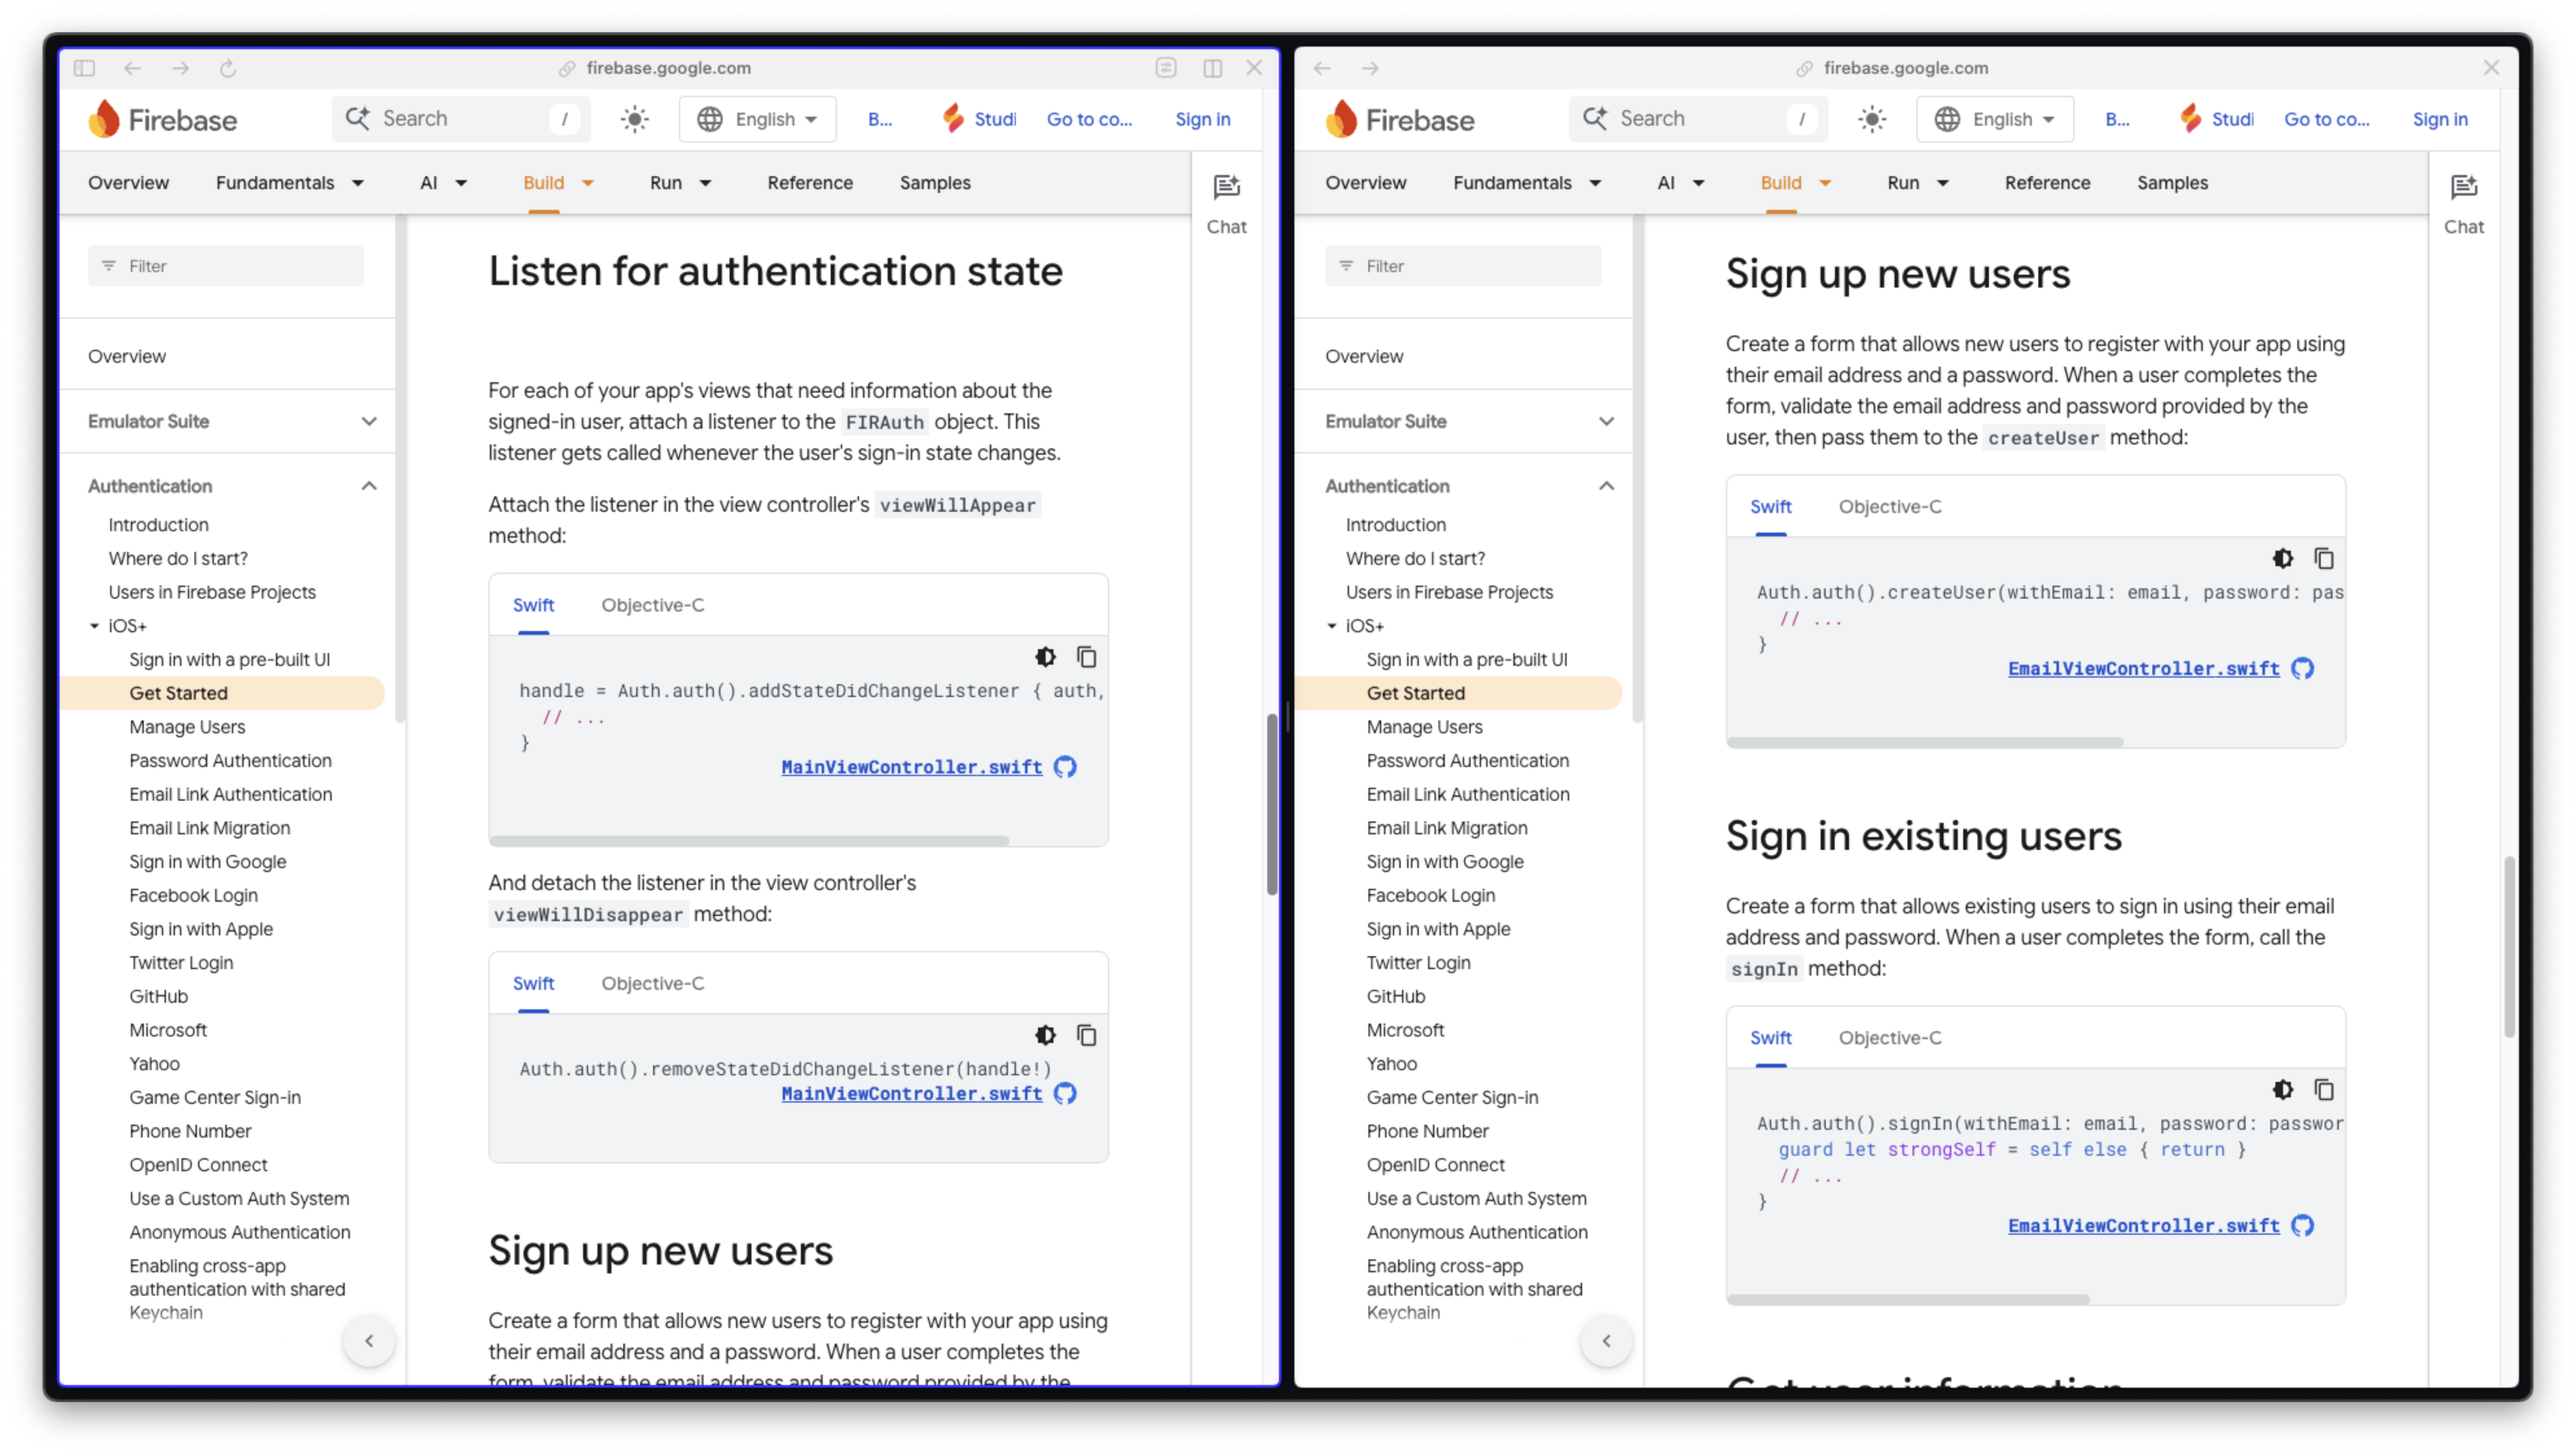 firebase.google.com
Firebase
Search
/
English
B...
Studi
Go to co...
Sign in
Overview
Fundamentals
AI
Build
Run
Reference
Samples
Chat
Filter
Overview
Emulator Suite
Authentication
Introduction
Where do I start?
Users in Firebase Projects
iOS+
Sign in with a pre-built UI
Get Started
Manage Users
Password Authentication
Email Link Authentication
Email Link Migration
Sign in with Google
Facebook Login
Sign in with Apple
Twitter Login
GitHub
Microsoft
Yahoo
Game Center Sign-in
Phone Number
OpenID Connect
Use a Custom Auth System
Anonymous Authentication
Enabling cross-app
authentication with shared
Keychain
Listen for authentication state
For each of your app's views that need information about the
signed-in user, attach a listener to the FIRAuth object. This
listener gets called whenever the user's sign-in state changes.
Attach the listener in the view controller's viewWillAppear
method:
Swift
Objective-C
handle = Auth.auth().addStateDidChangeListener { auth,
// ...
}
MainViewController.swift
And detach the listener in the view controller's
viewWillDisappear method:
Swift
Objective-C
Auth.auth().removeStateDidChangeListener(handle!)
MainViewController.swift
Sign up new users
Create a form that allows new users to register with your app using
their email address and a password. When a user completes the
form, validate the email address and password provided by the
firebase.google.com
Firebase
Search
/
English
B...
Studi
Go to co...
Sign in
Overview
Fundamentals
AI
Build
Run
Reference
Samples
Chat
Filter
Overview
Emulator Suite
Authentication
Introduction
Where do I start?
Users in Firebase Projects
iOS+
Sign in with a pre-built UI
Get Started
Manage Users
Password Authentication
Email Link Authentication
Email Link Migration
Sign in with Google
Facebook Login
Sign in with Apple
Twitter Login
GitHub
Microsoft
Yahoo
Game Center Sign-in
Phone Number
OpenID Connect
Use a Custom Auth System
Anonymous Authentication
Enabling cross-app
authentication with shared
Keychain
Sign up new users
Create a form that allows new users to register with your app using
their email address and a password. When a user completes the
form, validate the email address and password provided by the
user, then pass them to the createUser method:
Swift
Objective-C
Auth.auth().createUser(withEmail: email, password: pas
// ...
}
EmailViewController.swift
Sign in existing users
Create a form that allows existing users to sign in using their email
address and password. When a user completes the form, call the
signIn method:
Swift
Objective-C
Auth.auth().signIn(withEmail: email, password: passwor
guard let strongSelf = self else { return }
// ...
}
EmailViewController.swift
Get user information